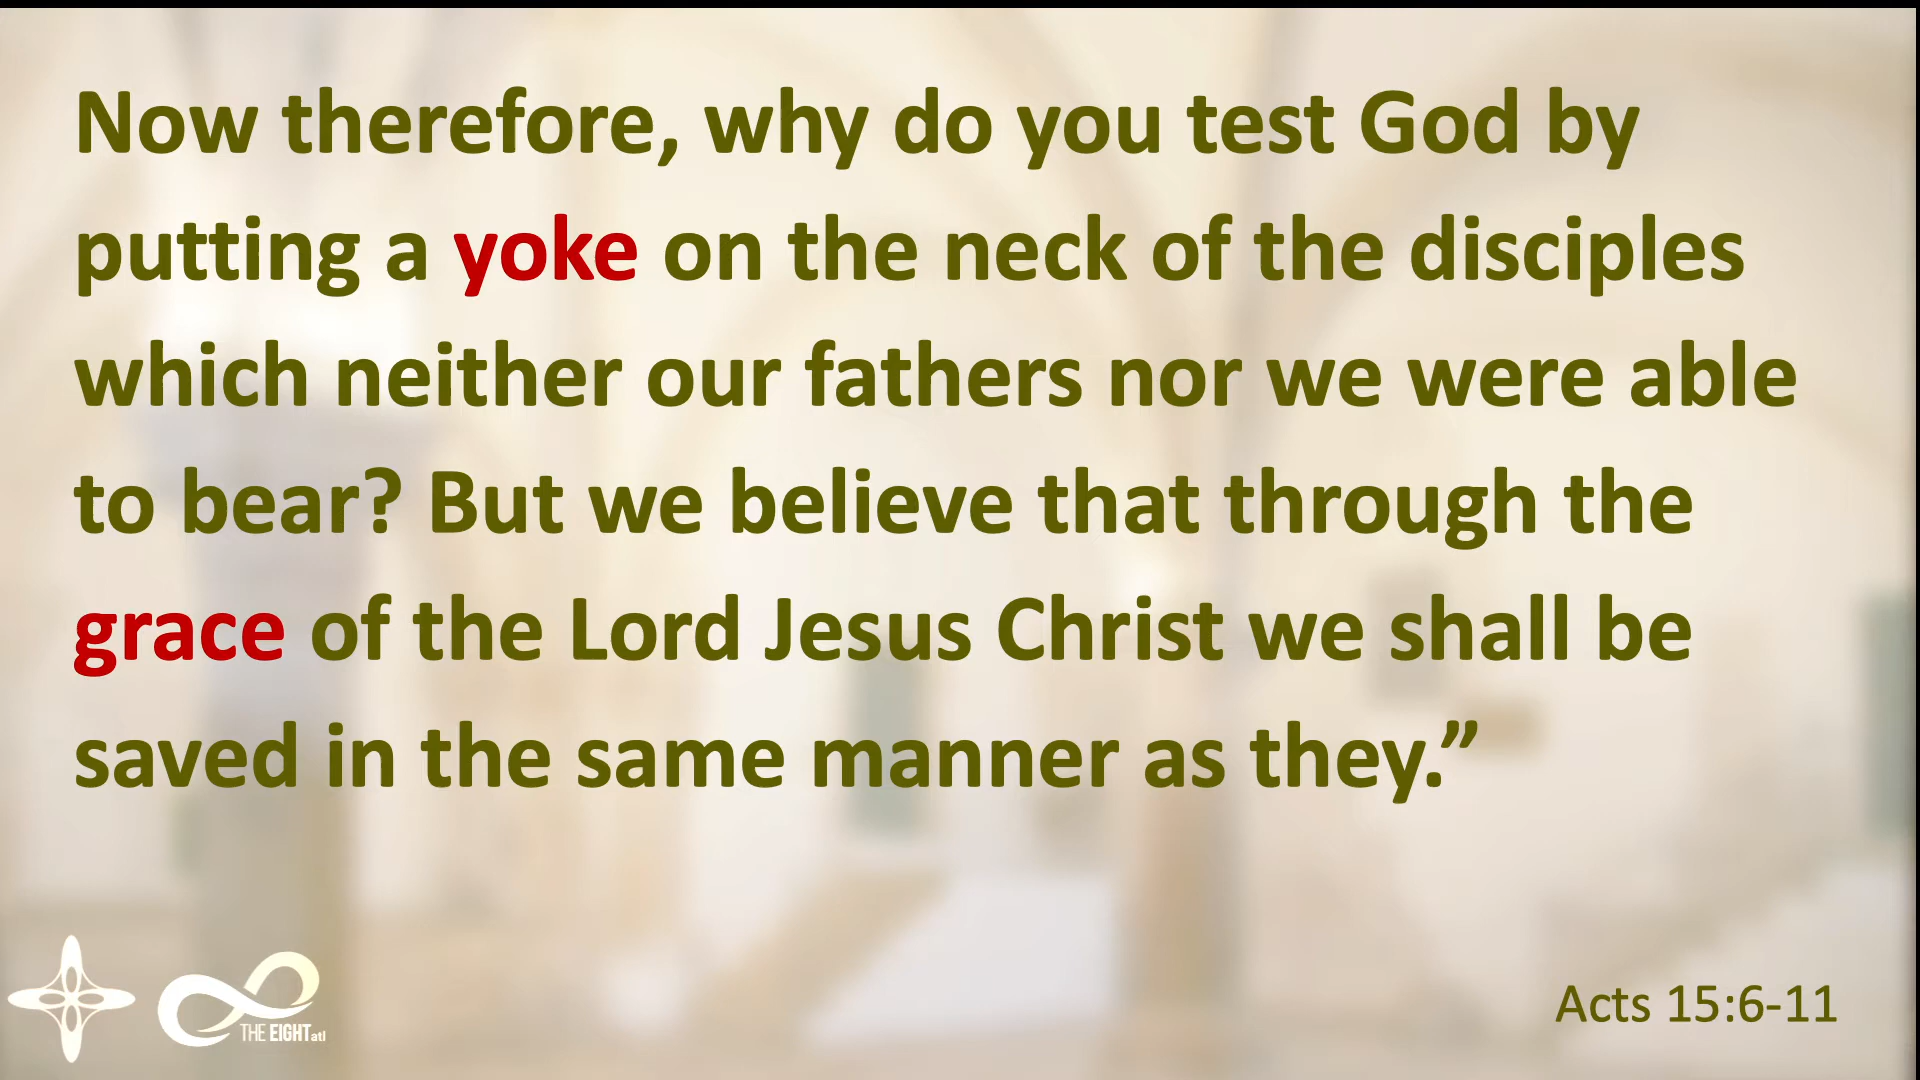 Now therefore, why do you test God by
putting a yoke on the neck of the disciples
which neither our fathers nor we were able
to bear? But we believe that through the
grace of the Lord Jesus Christ we shall be
saved in the same manner as they.”
THE EIGHTatl
Acts 15:6-11